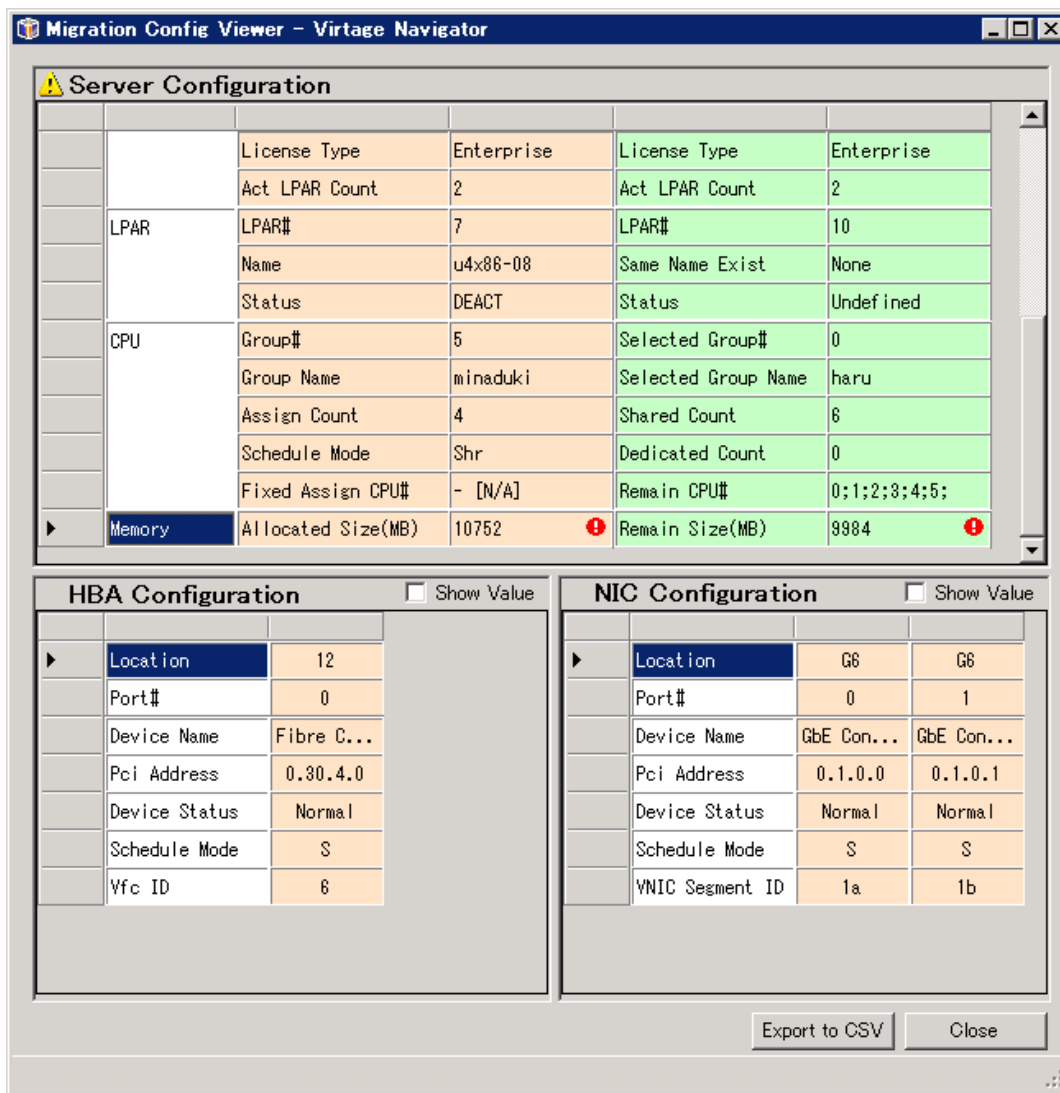 Migration Config Viewer - Virtage Navigator
Server Configuration
License Type Enterprise License Type Enterprise
Act LPAR Count 2 Act LPAR Count 2
LPAR LPAR# 7 LPAR# 10
Name u4x86-08 Same Name Exist None
Status DEACT Status Undefined
CPU Group# 5 Selected Group# 0
Group Name minaduki Selected Group Name haru
Assign Count 4 Shared Count 6
Schedule Mode Shr Dedicated Count 0
Fixed Assign CPU# - [N/A] Remain CPU# 0;1;2;3;4;5;
Memory Allocated Size(MB) 10752 Remain Size(MB) 9984
HBA Configuration Show Value
Location 12
Port# 0
Device Name Fibre C...
Pci Address 0.30.4.0
Device Status Normal
Schedule Mode S
Vfc ID 6
NIC Configuration Show Value
Location G6 G6
Port# 0 1
Device Name GbE Con... GbE Con...
Pci Address 0.1.0.0 0.1.0.1
Device Status Normal Normal
Schedule Mode S S
VNIC Segment ID 1a 1b
Export to CSV Close